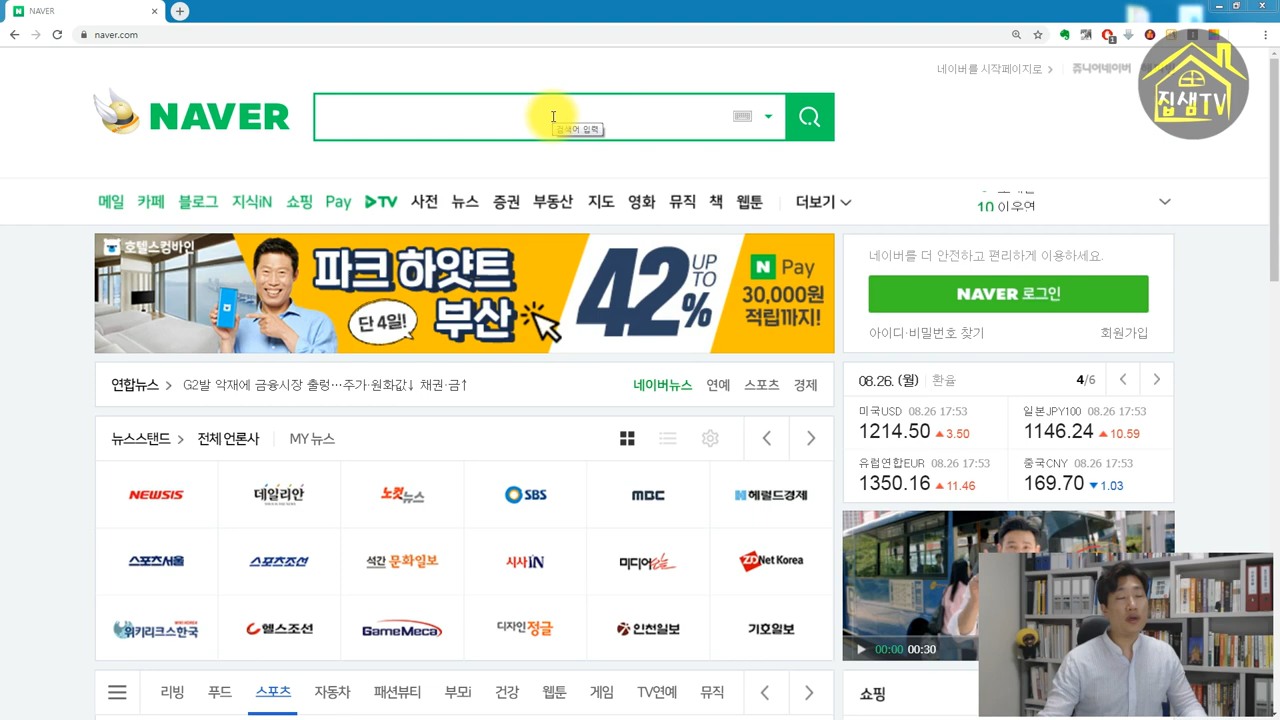 NAVER
naver.com
네이버를 시작페이지로
쥬니어네이버
집샘TV
NAVER
검색어 입력
메일 카페 블로그 지식iN 쇼핑 Pay TV 사전 뉴스 증권 부동산 지도 영화 뮤직 책 웹툰 더보기
10 이우연
호텔스컴바인
파크 하얏트
부산
단 4일!
42%
UP TO
N Pay
30,000원
적립까지!
네이버를 더 안전하고 편리하게 이용하세요.
NAVER 로그인
아이디·비밀번호 찾기 회원가입
연합뉴스 G2발 악재에 금융시장 출렁…주가·원화값↓ 채권·금↑
네이버뉴스 연예 스포츠 경제
08.26. (월) 환율 4/6
미국USD 08.26 17:53
1214.50 ▲3.50
일본JPY100 08.26 17:53
1146.24 ▲10.59
유럽연합EUR 08.26 17:53
1350.16 ▲11.46
중국CNY 08.26 17:53
169.70 ▼1.03
뉴스스탠드 전체 언론사 MY 뉴스
NEWSIS 데일리안 노컷뉴스 SBS MBC 헤럴드경제
스포츠서울 스포츠조선 석간 문화일보 시사IN 미디어오늘 ZDNet Korea
위키리크스한국 헬스조선 GameMeca 디자인정글 인천일보 기호일보
00:00 00:30
리빙 푸드 스포츠 자동차 패션뷰티 부모i 건강 웹툰 게임 TV연예 뮤직
쇼핑